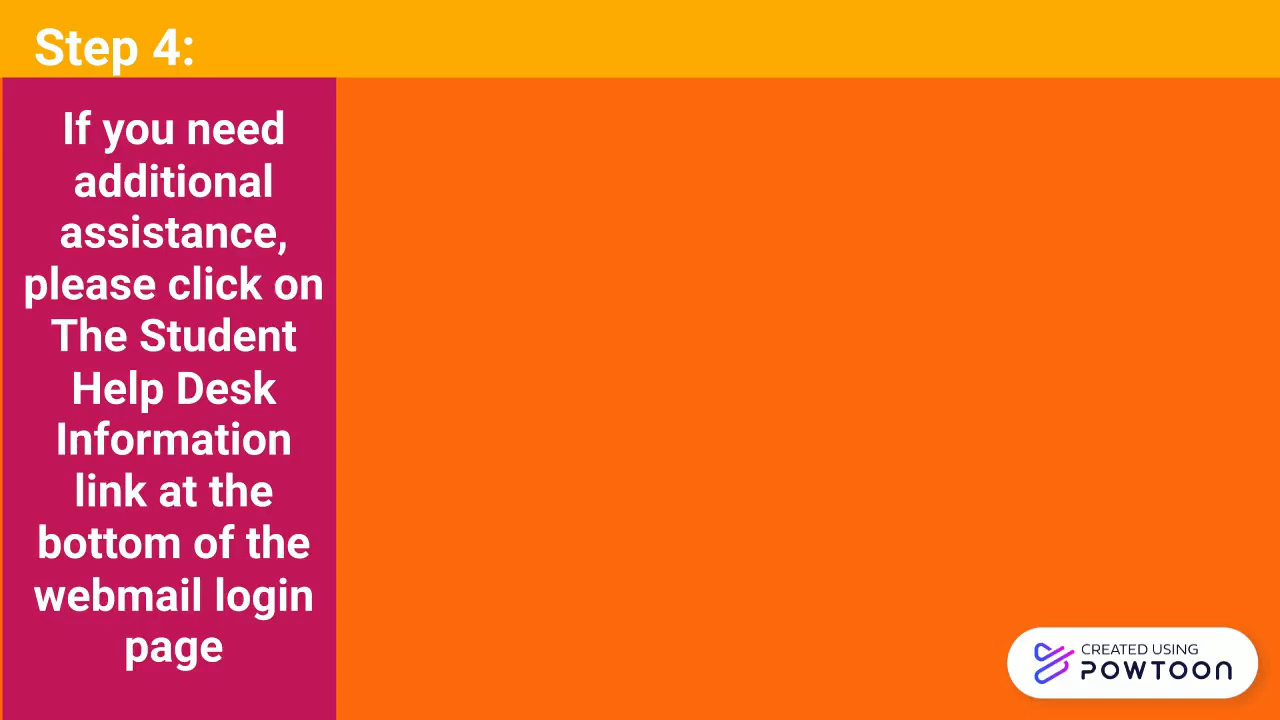 Step 4:
If you need
additional
assistance,
please click on
The Student
Help Desk
Information
link at the
bottom of the
webmail login
page
CREATED USING
POWTOON